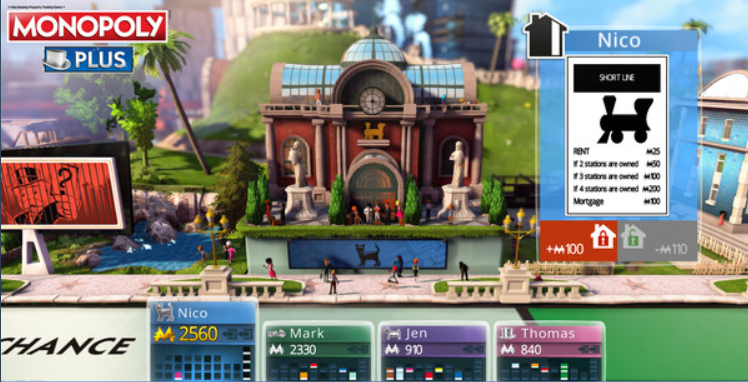 MONOPOLY
PLUS
Nico
SHORT LINE
RENT ₩25
If 2 stations are owned ₩50
If 3 stations are owned ₩100
If 4 stations are owned ₩200
Mortgage ₩100
+₩100
-₩110
CHANCE
Nico
₩ 2560
Mark
₩ 2330
Jen
₩ 910
Thomas
₩ 840